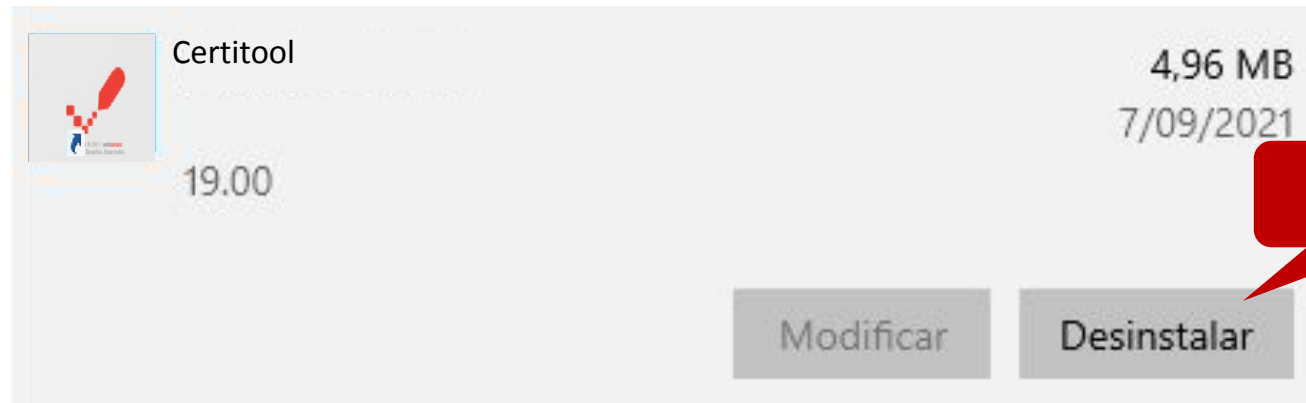 Certitool
4,96 MB
7/09/2021
19.00
Modificar
Desinstalar